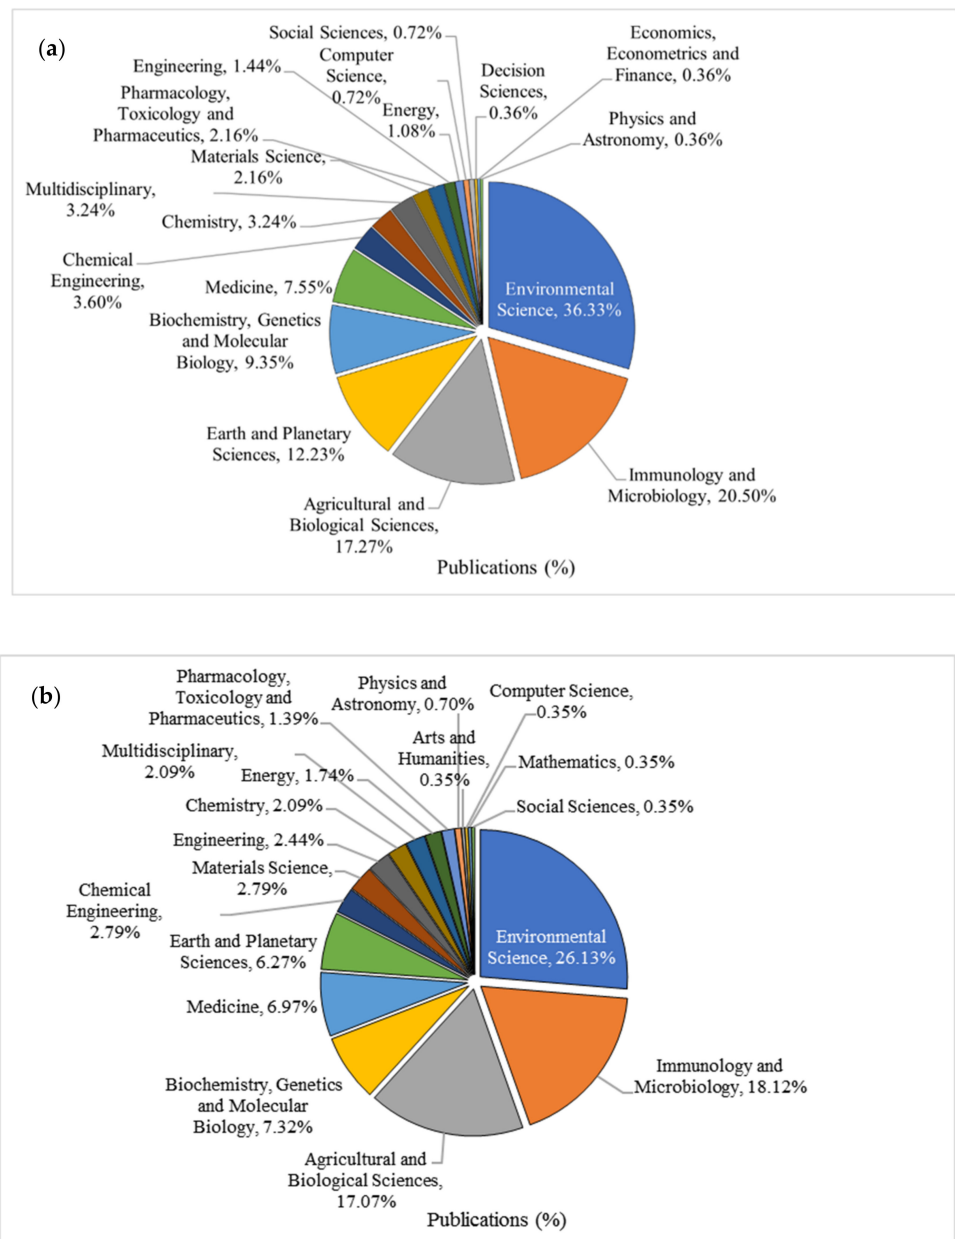 (a)
Social Sciences, 0.72%
Computer
Science,
0.72%
Engineering, 1.44%
Pharmacology,
Toxicology and
Pharmaceutics, 2.16%
Energy,
1.08%
Decision
Sciences,
0.36%
Economics,
Econometrics and
Finance, 0.36%
Physics and
Astronomy, 0.36%
Materials Science,
2.16%
Multidisciplinary,
3.24%
Chemistry, 3.24%
Chemical
Engineering,
3.60%
Medicine, 7.55%
Biochemistry, Genetics
and Molecular
Biology, 9.35%
Environmental
Science, 36.33%
Earth and Planetary
Sciences, 12.23%
Immunology and
Microbiology, 20.50%
Agricultural and
Biological Sciences,
17.27%
Publications (%)
(b)
Pharmacology,
Toxicology and
Pharmaceutics, 1.39%
Physics and
Astronomy, 0.70%
Computer Science,
0.35%
Arts and
Humanities,
0.35%
Multidisciplinary,
2.09%
Energy, 1.74%
Mathematics, 0.35%
Chemistry, 2.09%
Social Sciences, 0.35%
Engineering, 2.44%
Materials Science,
2.79%
Chemical
Engineering,
2.79%
Earth and Planetary
Sciences, 6.27%
Environmental
Science, 26.13%
Medicine, 6.97%
Biochemistry, Genetics
and Molecular
Biology, 7.32%
Immunology and
Microbiology, 18.12%
Agricultural and
Biological Sciences,
17.07%
Publications (%)